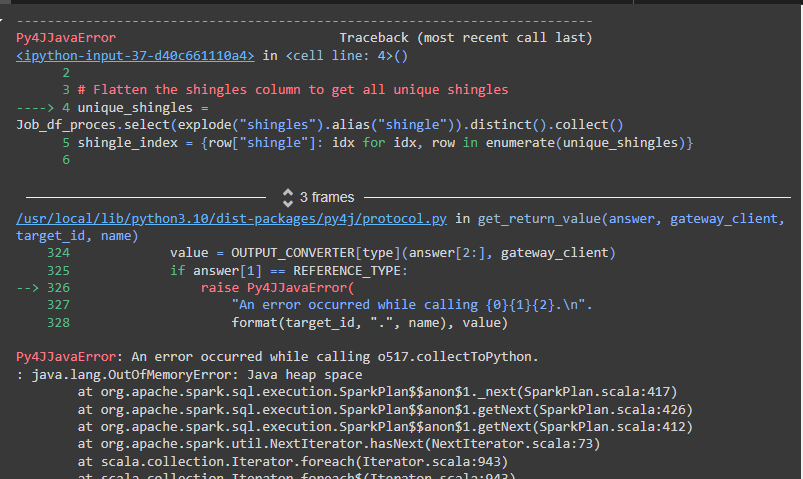 ---------------------------------------------------------------------------
Py4JJavaError                             Traceback (most recent call last)
<ipython-input-37-d40c661110a4> in <cell line: 4>()
      2
      3 # Flatten the shingles column to get all unique shingles
----> 4 unique_shingles =
Job_df_proces.select(explode("shingles").alias("shingle")).distinct().collect()
      5 shingle_index = {row["shingle"]: idx for idx, row in enumerate(unique_shingles)}
      6
3 frames
/usr/local/lib/python3.10/dist-packages/py4j/protocol.py in get_return_value(answer, gateway_client,
target_id, name)
    324             value = OUTPUT_CONVERTER[type](answer[2:], gateway_client)
    325             if answer[1] == REFERENCE_TYPE:
--> 326                 raise Py4JJavaError(
    327                     "An error occurred while calling {0}{1}{2}.\n".
    328                     format(target_id, ".", name), value)
Py4JJavaError: An error occurred while calling o517.collectToPython.
: java.lang.OutOfMemoryError: Java heap space
        at org.apache.spark.sql.execution.SparkPlan$$anon$1._next(SparkPlan.scala:417)
        at org.apache.spark.sql.execution.SparkPlan$$anon$1.getNext(SparkPlan.scala:426)
        at org.apache.spark.sql.execution.SparkPlan$$anon$1.getNext(SparkPlan.scala:412)
        at org.apache.spark.util.NextIterator.hasNext(NextIterator.scala:73)
        at scala.collection.Iterator.foreach(Iterator.scala:943)
        at scala.collection.Iterator.foreach$(Iterator.scala:943)